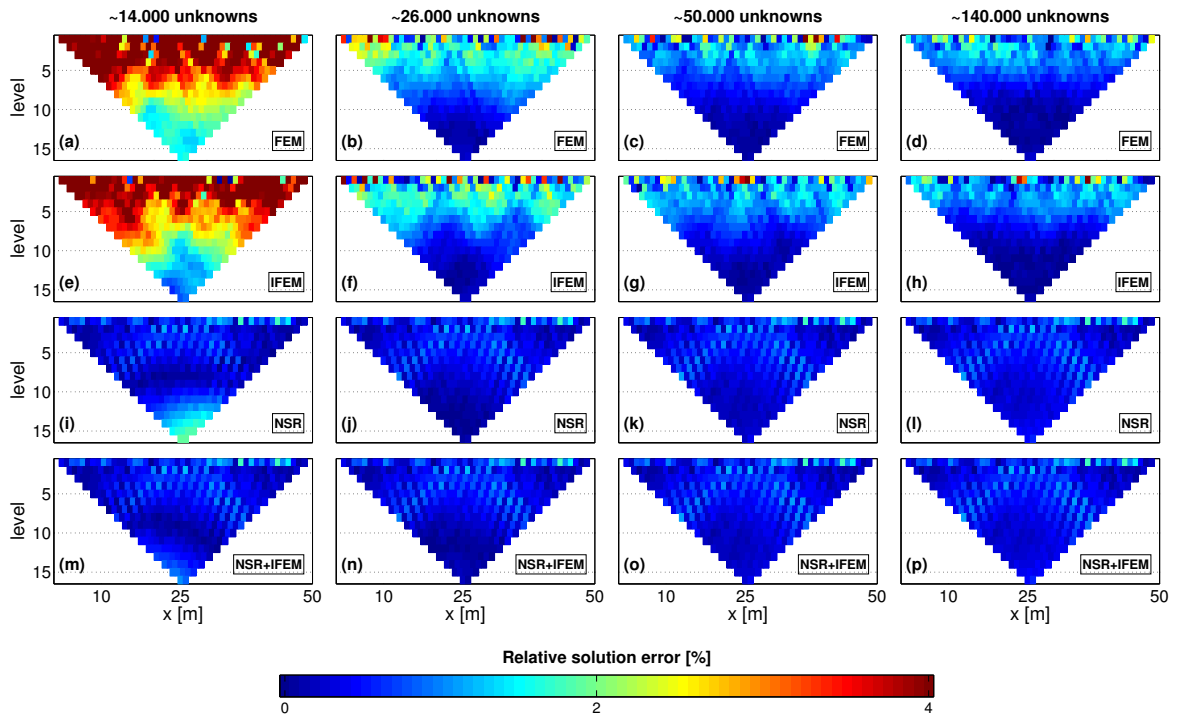 ~14.000 unknowns ~26.000 unknowns ~50.000 unknowns ~140.000 unknowns
level
5
10
15
(a) FEM (b) FEM (c) FEM (d) FEM
level
5
10
15
(e) IFEM (f) IFEM (g) IFEM (h) IFEM
level
5
10
15
(i) NSR (j) NSR (k) NSR (l) NSR
level
5
10
15
(m) NSR+IFEM (n) NSR+IFEM (o) NSR+IFEM (p) NSR+IFEM
10 25 50 10 25 50 10 25 50 10 25 50
x [m] x [m] x [m] x [m]
Relative solution error [%]
0 2 4